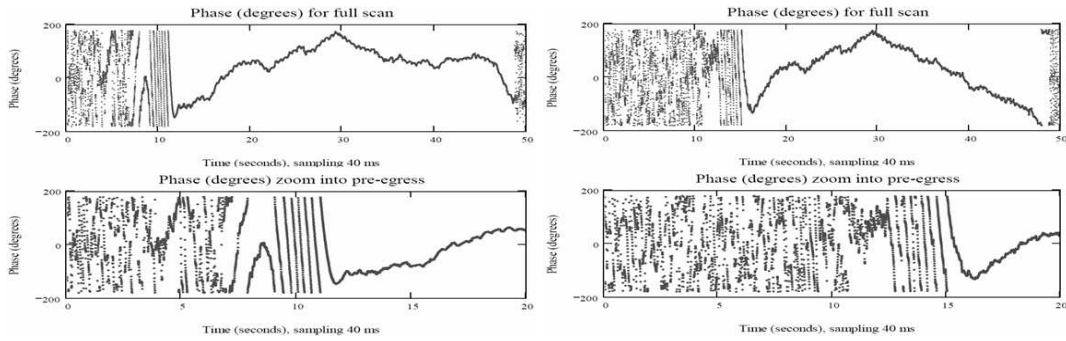 Phase (degrees) for full scan
200
0
−200
Phase (degrees)
0 10 20 30 40 50
Time (seconds), sampling 40 ms
Phase (degrees) zoom into pre-egress
200
0
−200
Phase (degrees)
0 5 10 15 20
Time (seconds), sampling 40 ms
Phase (degrees) for full scan
200
0
−200
Phase (degrees)
0 10 20 30 40 50
Time (seconds), sampling 40 ms
Phase (degrees) zoom into pre-egress
200
0
−200
Phase (degrees)
0 5 10 15 20
Time (seconds), sampling 40 ms